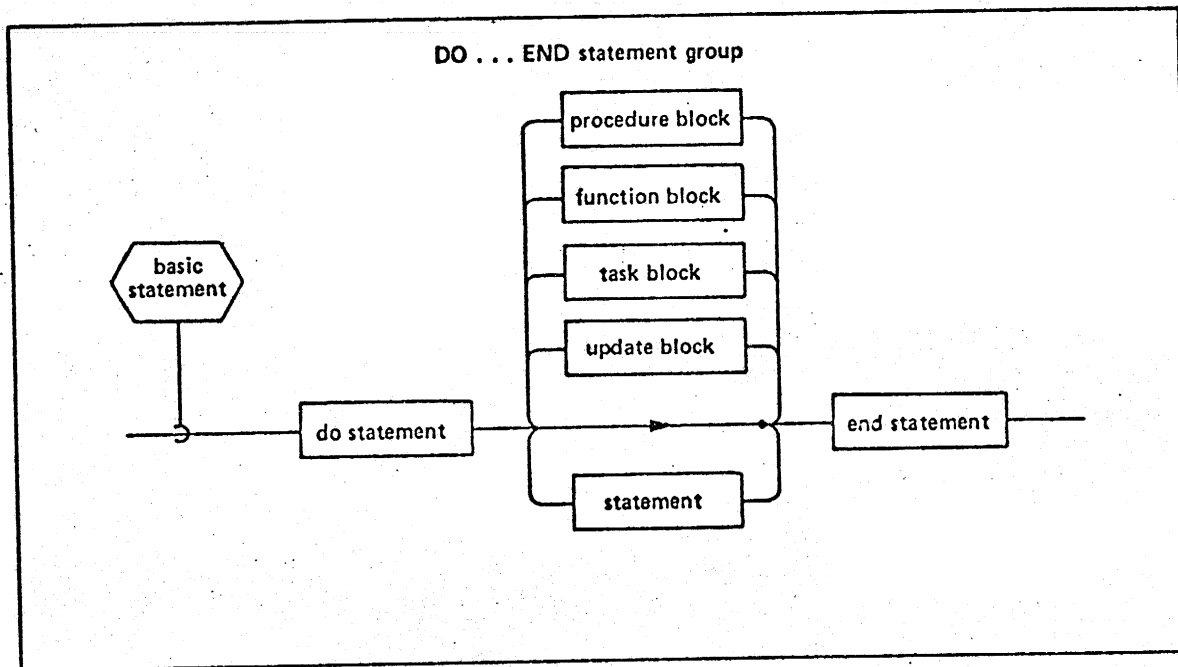 DO . . . END statement group
procedure block
function block
basic
statement
task block
update block
do statement
end statement
statement